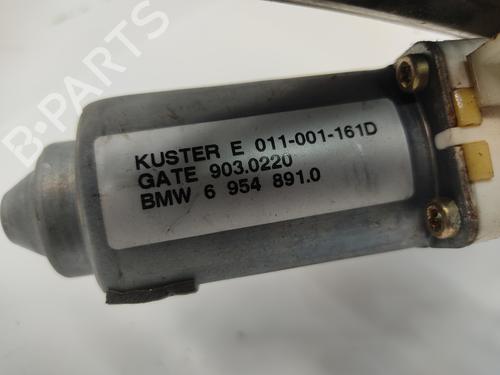 B-PARTS
KUSTER E 011-001-161D
GATE 903.0220
BMW 6 954 891.0